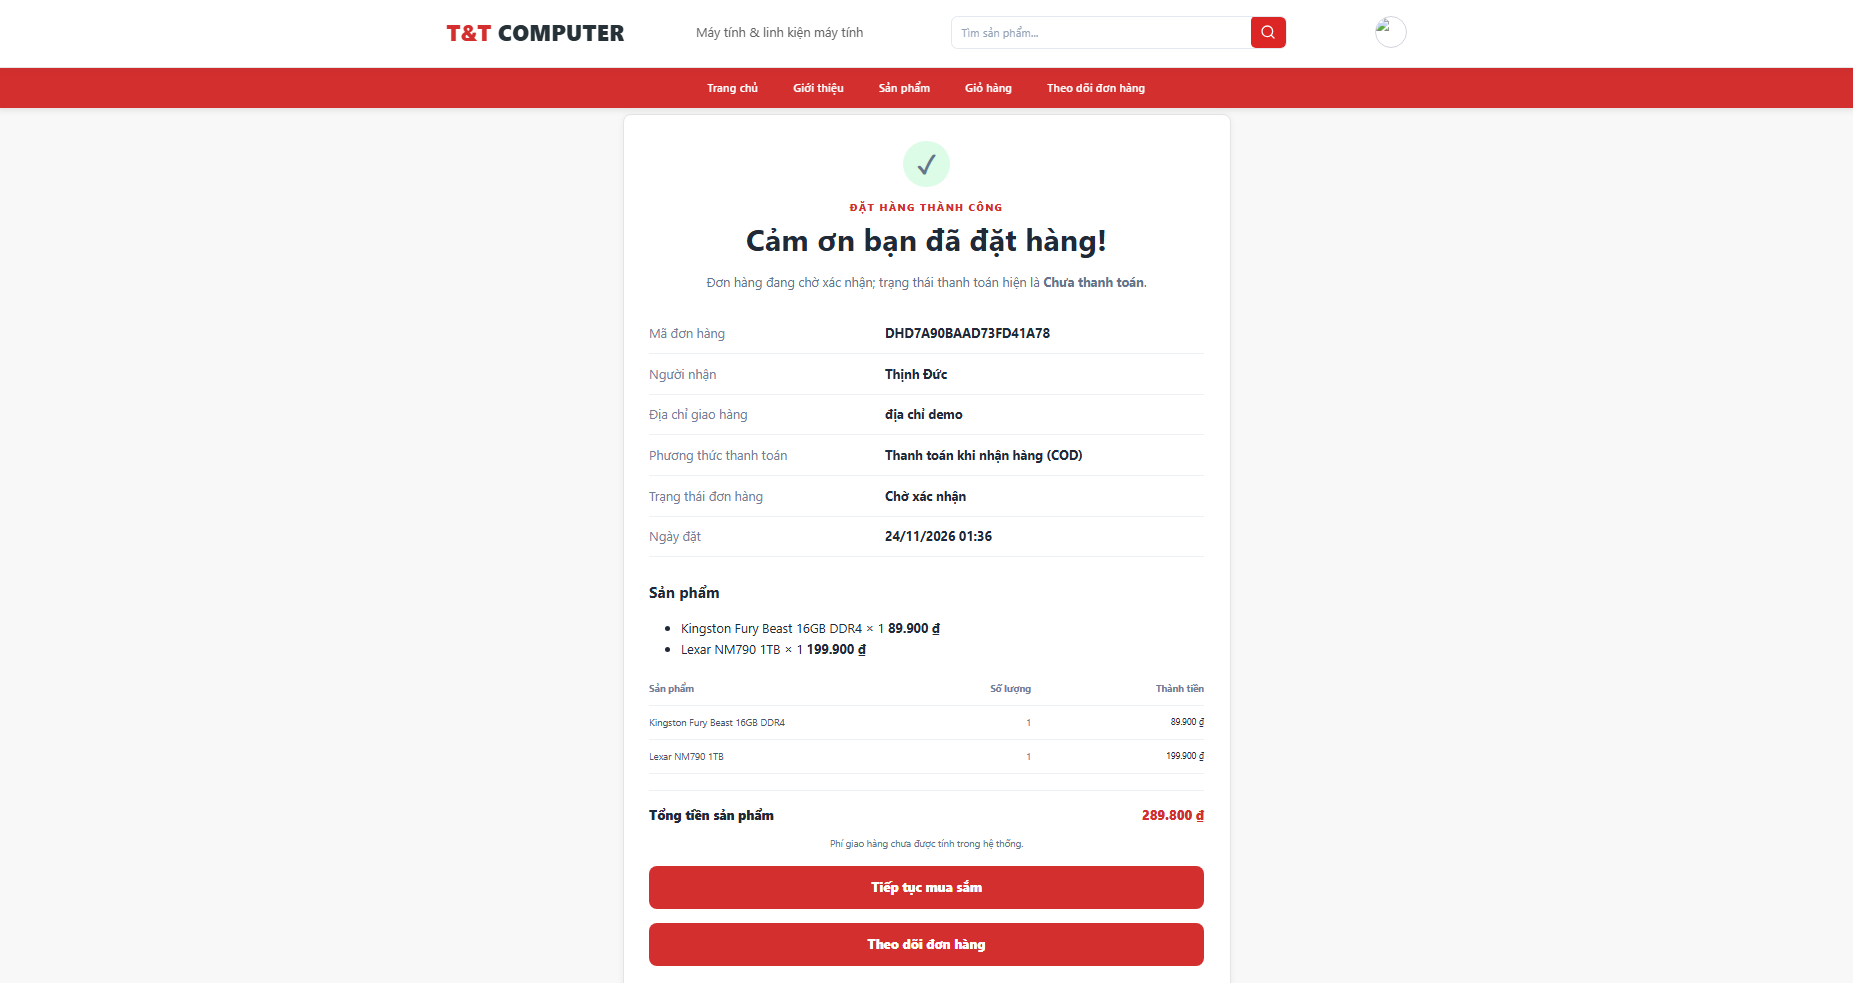 T&T COMPUTER
Máy tính & linh kiện máy tính
Tìm sản phẩm...
Trang chủ
Giới thiệu
Sản phẩm
Giỏ hàng
Theo dõi đơn hàng
ĐẶT HÀNG THÀNH CÔNG
Cảm ơn bạn đã đặt hàng!
Đơn hàng đang chờ xác nhận; trạng thái thanh toán hiện là Chưa thanh toán.
Mã đơn hàng DHD7A90BAAD73FD41A78
Người nhận Thịnh Đức
Địa chỉ giao hàng địa chỉ demo
Phương thức thanh toán Thanh toán khi nhận hàng (COD)
Trạng thái đơn hàng Chờ xác nhận
Ngày đặt 24/11/2026 01:36
Sản phẩm
Kingston Fury Beast 16GB DDR4 × 1 89.900 ₫
Lexar NM790 1TB × 1 199.900 ₫
Sản phẩm Số lượng Thành tiền
Kingston Fury Beast 16GB DDR4 1 89.900 ₫
Lexar NM790 1TB 1 199.900 ₫
Tổng tiền sản phẩm 289.800 ₫
Phí giao hàng chưa được tính trong hệ thống.
Tiếp tục mua sắm
Theo dõi đơn hàng